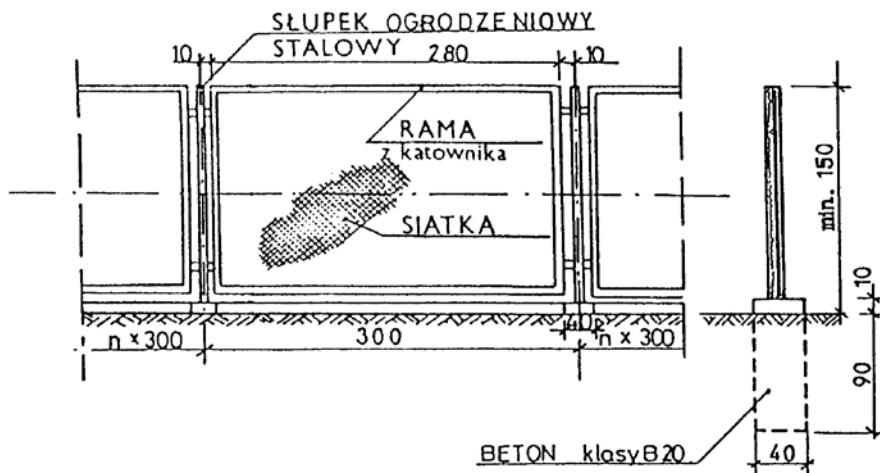 SŁUPEK OGRODZENIOWY
STALOWY
10
280
10
RAMA
z katownika
SIATKA
min. 150
10
n × 300
300
n × 300
90
BETON klasy B20
40